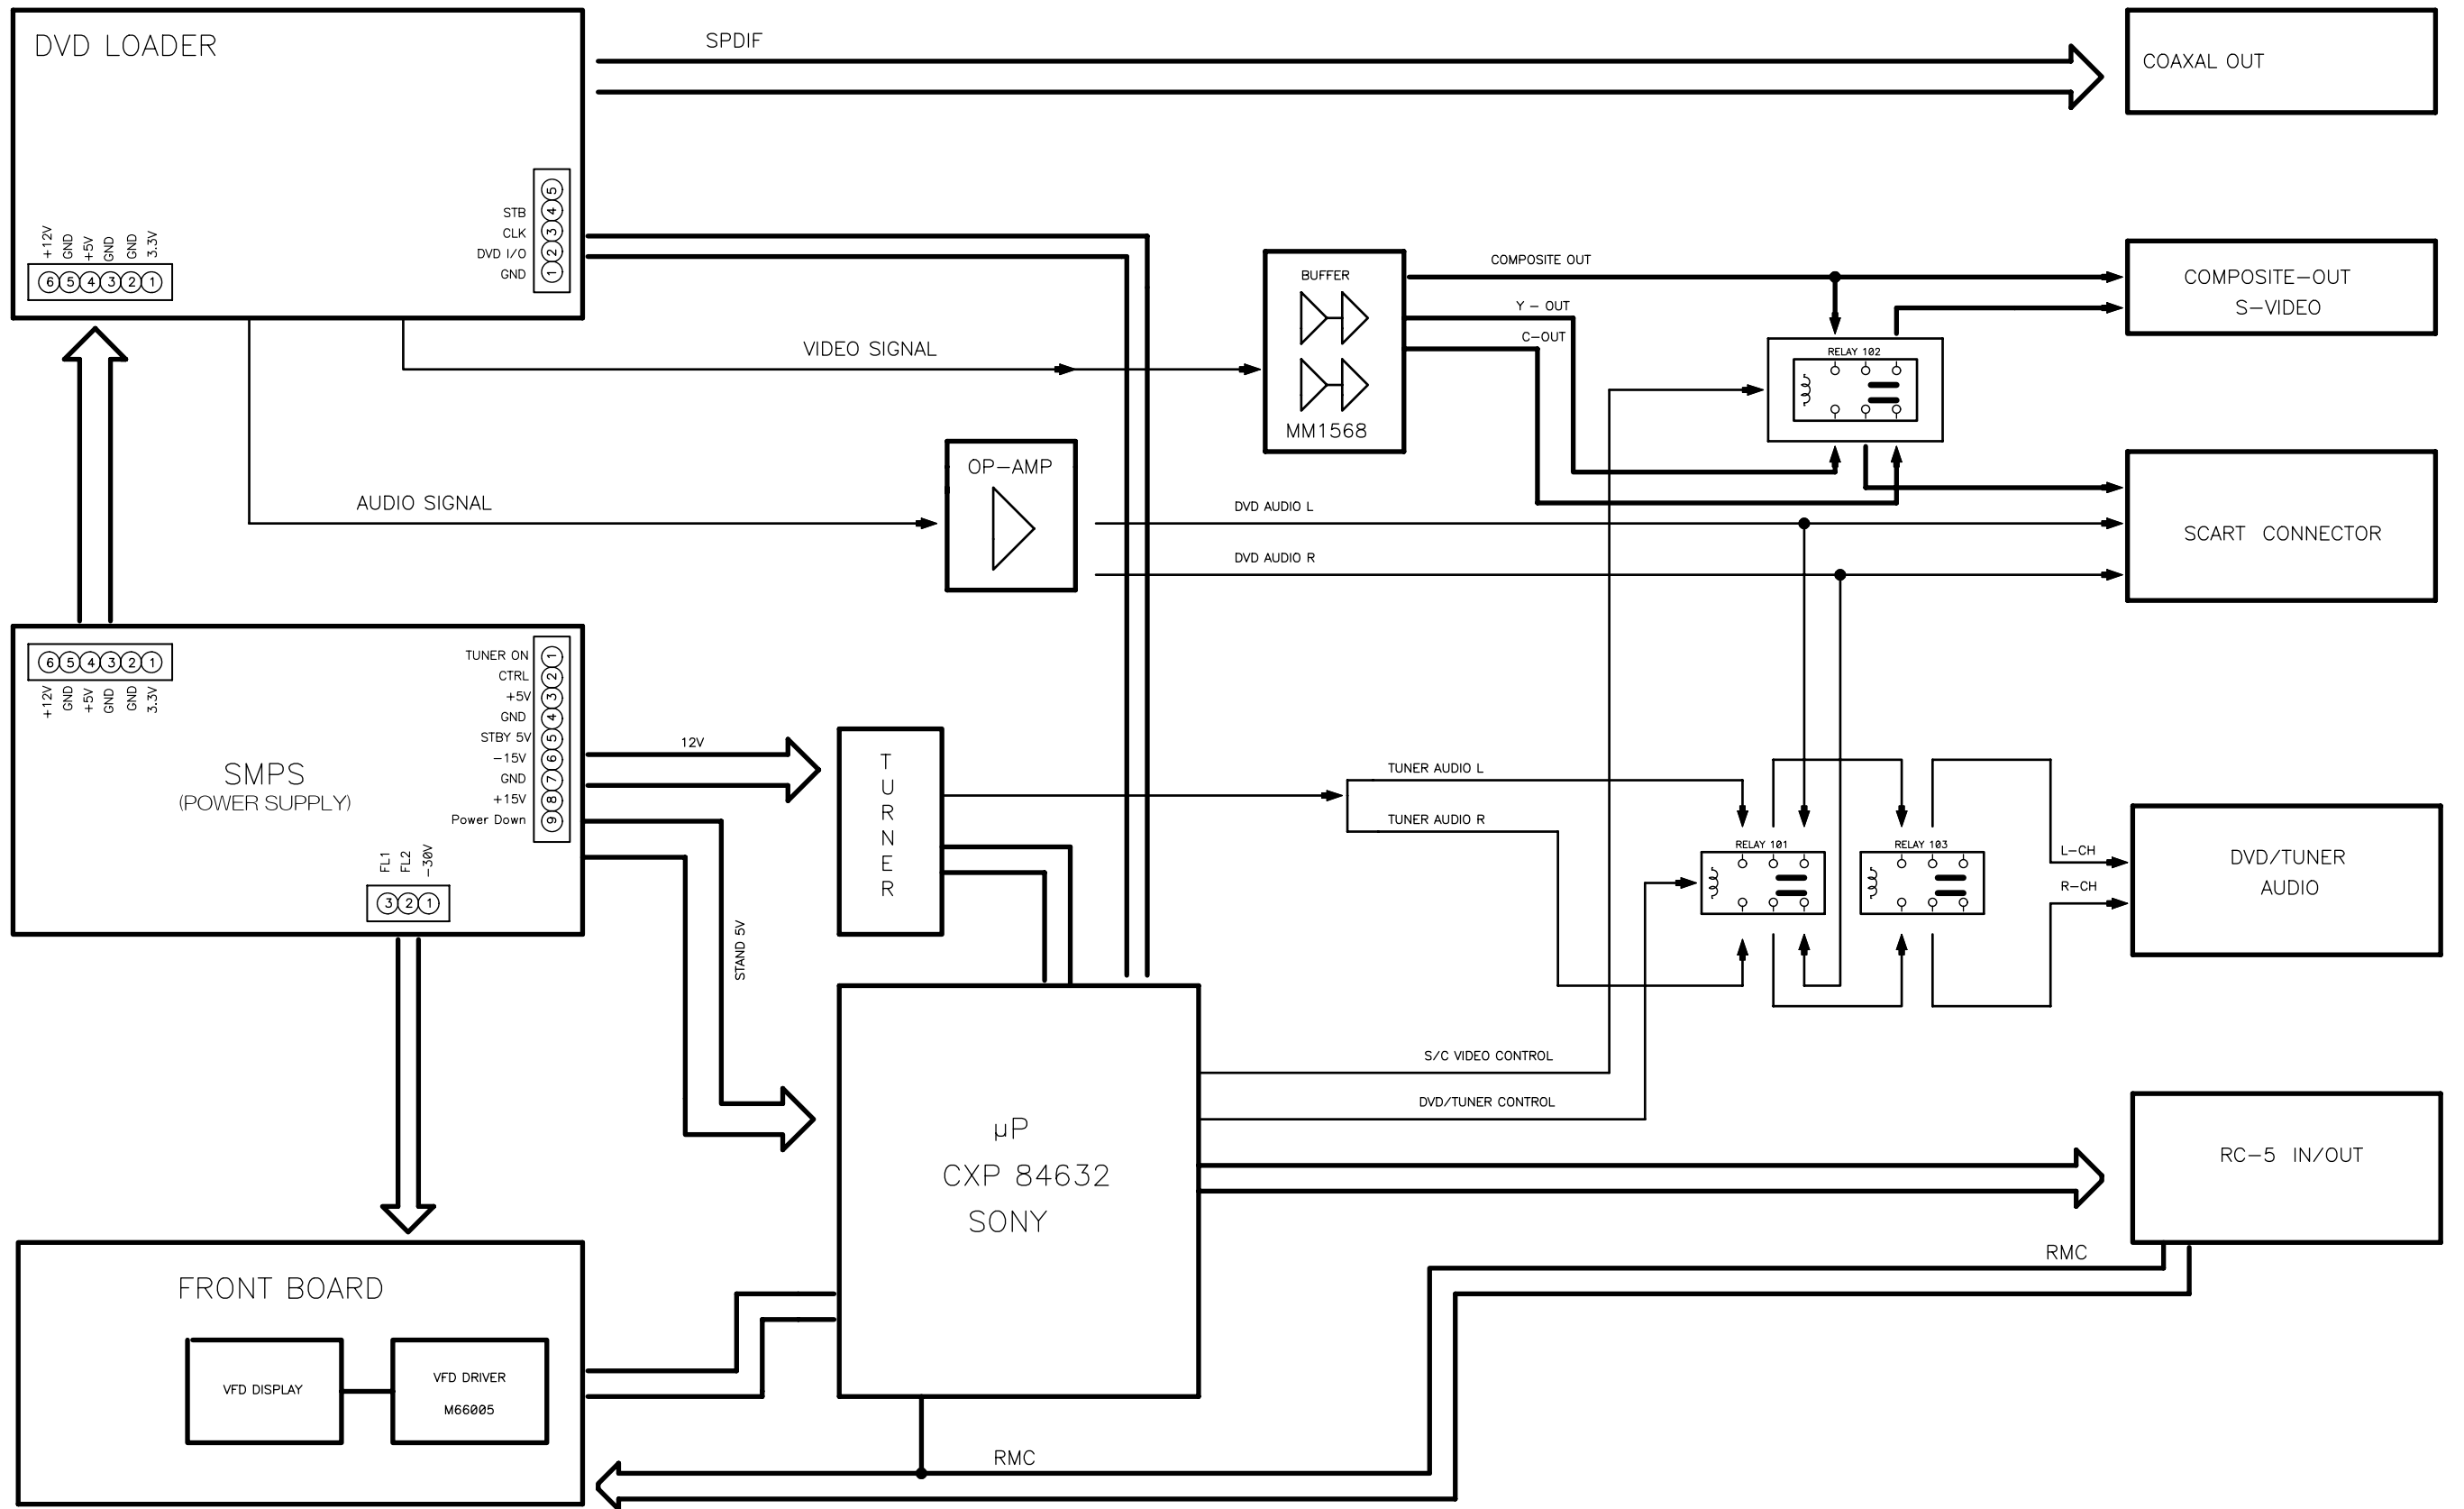 DVD LOADER
SPDIF
COAXAL OUT
STB
CLK
DVD I/O
GND
5
4
3
2
1
+12V
GND
+5V
GND
GND
3.3V
6 5 4 3 2 1
BUFFER
MM1568
COMPOSITE OUT
Y - OUT
C-OUT
COMPOSITE-OUT
S-VIDEO
RELAY 102
VIDEO SIGNAL
OP-AMP
AUDIO SIGNAL
DVD AUDIO L
DVD AUDIO R
SCART CONNECTOR
6 5 4 3 2 1
+12V
GND
+5V
GND
GND
3.3V
TUNER ON
CTRL
+5V
GND
STBY 5V
-15V
GND
+15V
Power Down
1
2
3
4
5
6
7
8
9
SMPS
(POWER SUPPLY)
FL1
FL2
-30V
3 2 1
12V
STAND 5V
T
U
R
N
E
R
TUNER AUDIO L
TUNER AUDIO R
RELAY 101
RELAY 103
L-CH
R-CH
DVD/TUNER
AUDIO
S/C VIDEO CONTROL
DVD/TUNER CONTROL
µP
CXP 84632
SONY
RC-5 IN/OUT
RMC
FRONT BOARD
VFD DISPLAY
VFD DRIVER
M66005
RMC